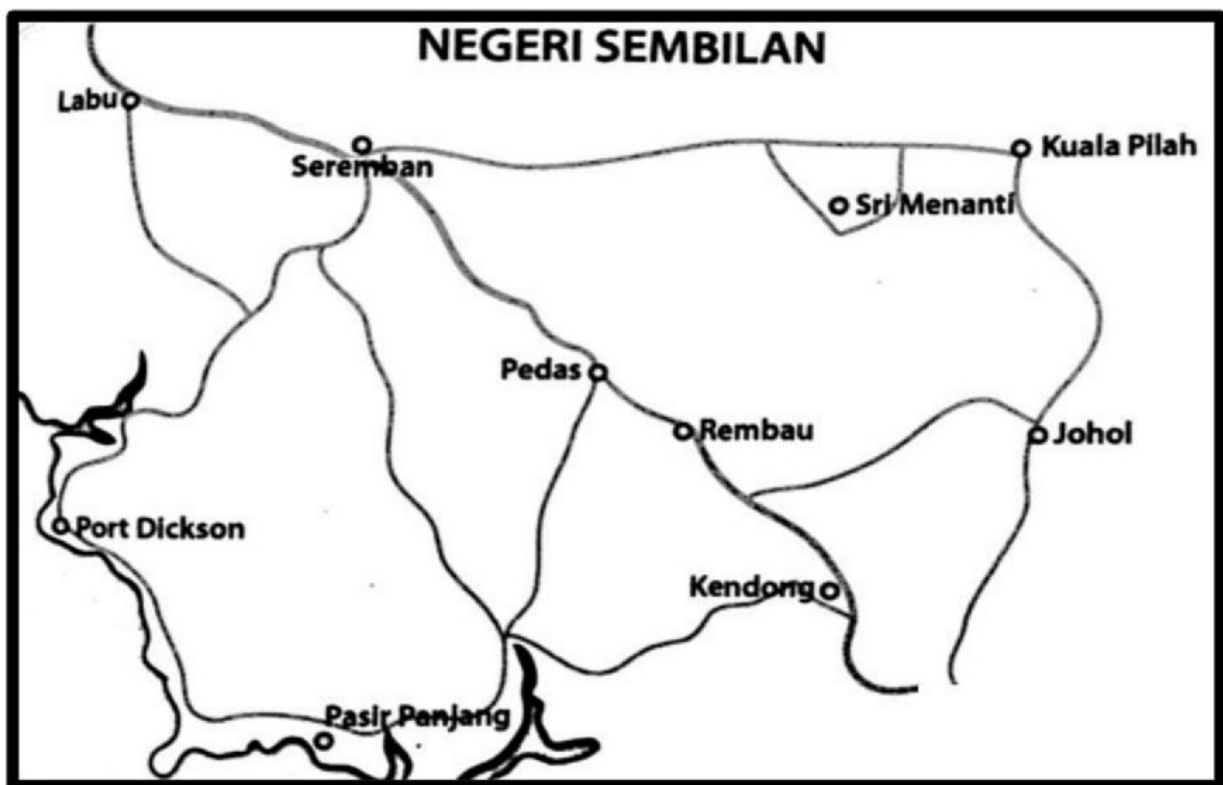 NEGERI SEMBILAN
Labu
Seremban
Kuala Pilah
Sri Menanti
Pedas
Rembau
Johol
Port Dickson
Kendong
Pasir Panjang